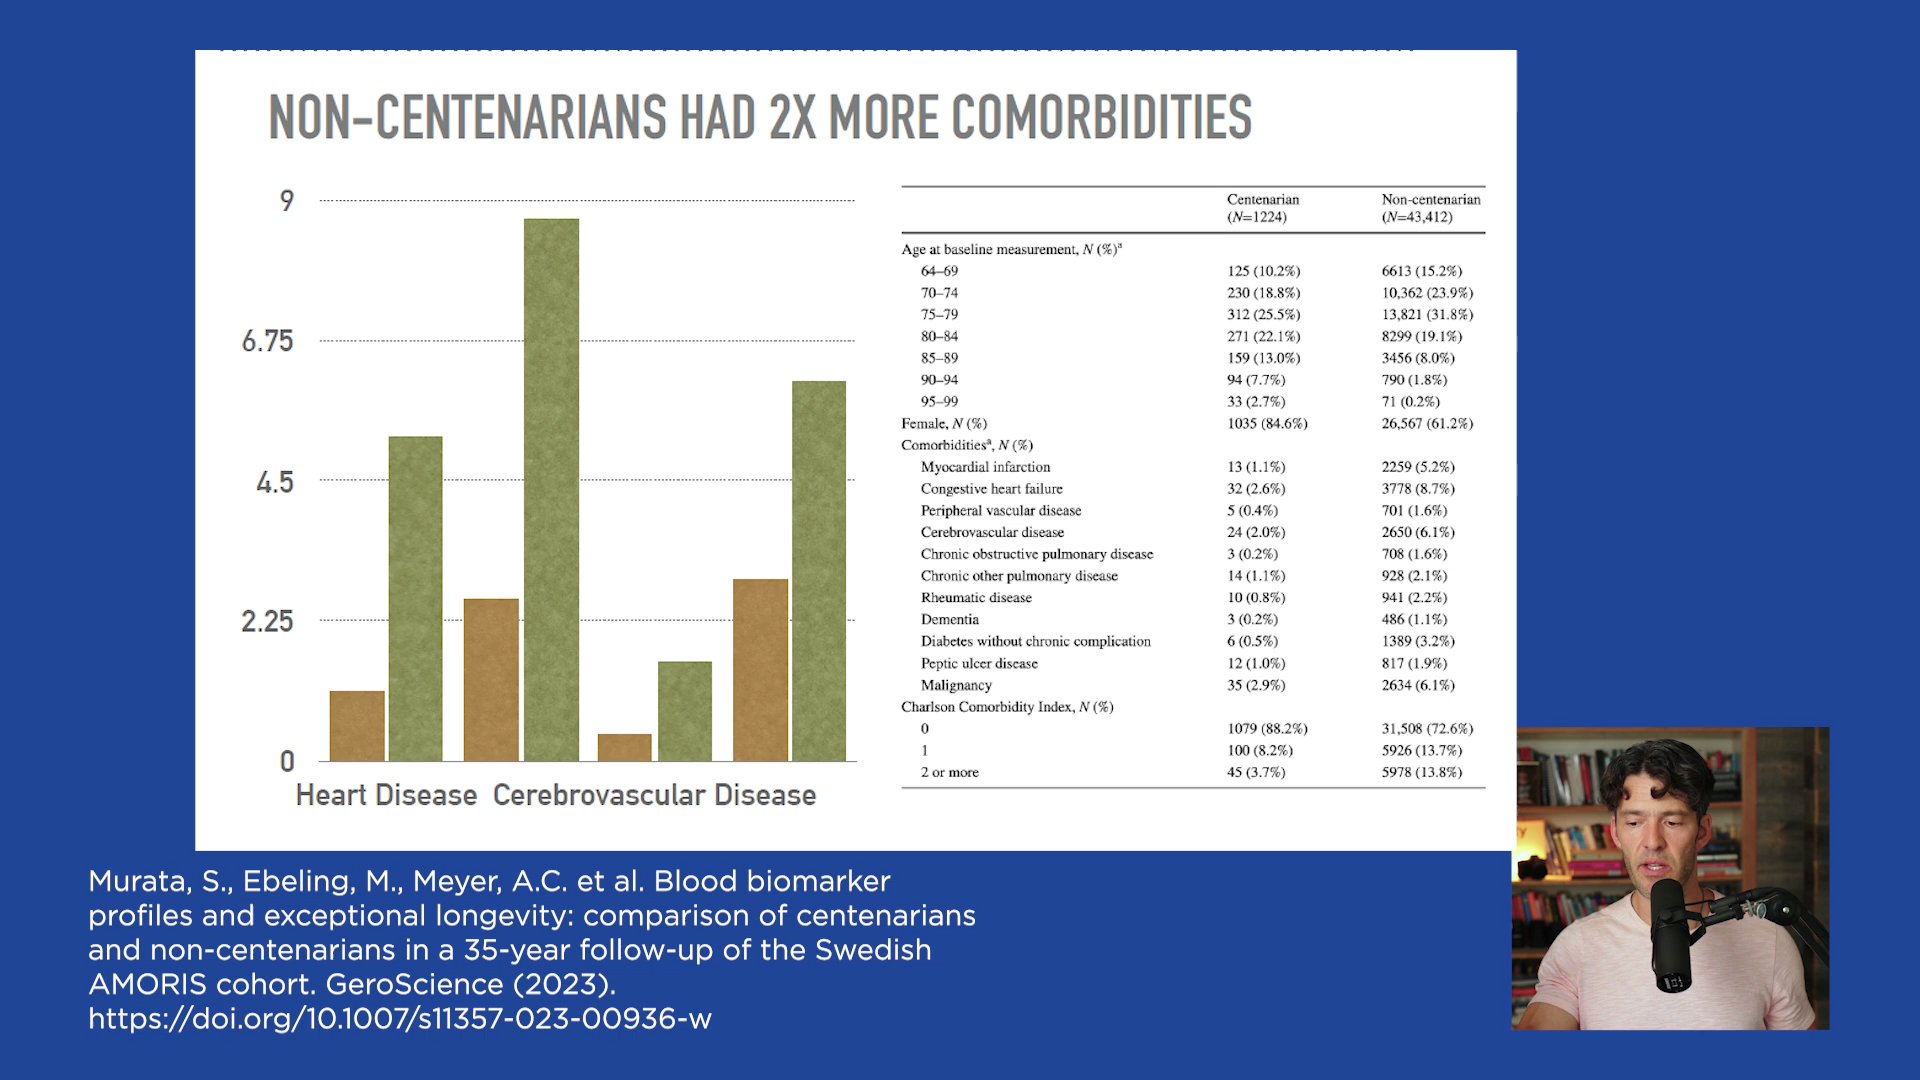 NON-CENTENARIANS HAD 2X MORE COMORBIDITIES
9
6.75
4.5
2.25
0
Heart Disease Cerebrovascular Disease
Centenarian Non-centenarian
(N=1224) (N=43,412)
Age at baseline measurement, N (%)a
64–69 125 (10.2%) 6613 (15.2%)
70–74 230 (18.8%) 10,362 (23.9%)
75–79 312 (25.5%) 13,821 (31.8%)
80–84 271 (22.1%) 8299 (19.1%)
85–89 159 (13.0%) 3456 (8.0%)
90–94 94 (7.7%) 790 (1.8%)
95–99 33 (2.7%) 71 (0.2%)
Female, N (%) 1035 (84.6%) 26,567 (61.2%)
Comorbiditiesa, N (%)
Myocardial infarction 13 (1.1%) 2259 (5.2%)
Congestive heart failure 32 (2.6%) 3778 (8.7%)
Peripheral vascular disease 5 (0.4%) 701 (1.6%)
Cerebrovascular disease 24 (2.0%) 2650 (6.1%)
Chronic obstructive pulmonary disease 3 (0.2%) 708 (1.6%)
Chronic other pulmonary disease 14 (1.1%) 928 (2.1%)
Rheumatic disease 10 (0.8%) 941 (2.2%)
Dementia 3 (0.2%) 486 (1.1%)
Diabetes without chronic complication 6 (0.5%) 1389 (3.2%)
Peptic ulcer disease 12 (1.0%) 817 (1.9%)
Malignancy 35 (2.9%) 2634 (6.1%)
Charlson Comorbidity Index, N (%)
0 1079 (88.2%) 31,508 (72.6%)
1 100 (8.2%) 5926 (13.7%)
2 or more 45 (3.7%) 5978 (13.8%)
Murata, S., Ebeling, M., Meyer, A.C. et al. Blood biomarker
profiles and exceptional longevity: comparison of centenarians
and non-centenarians in a 35-year follow-up of the Swedish
AMORIS cohort. GeroScience (2023).
https://doi.org/10.1007/s11357-023-00936-w